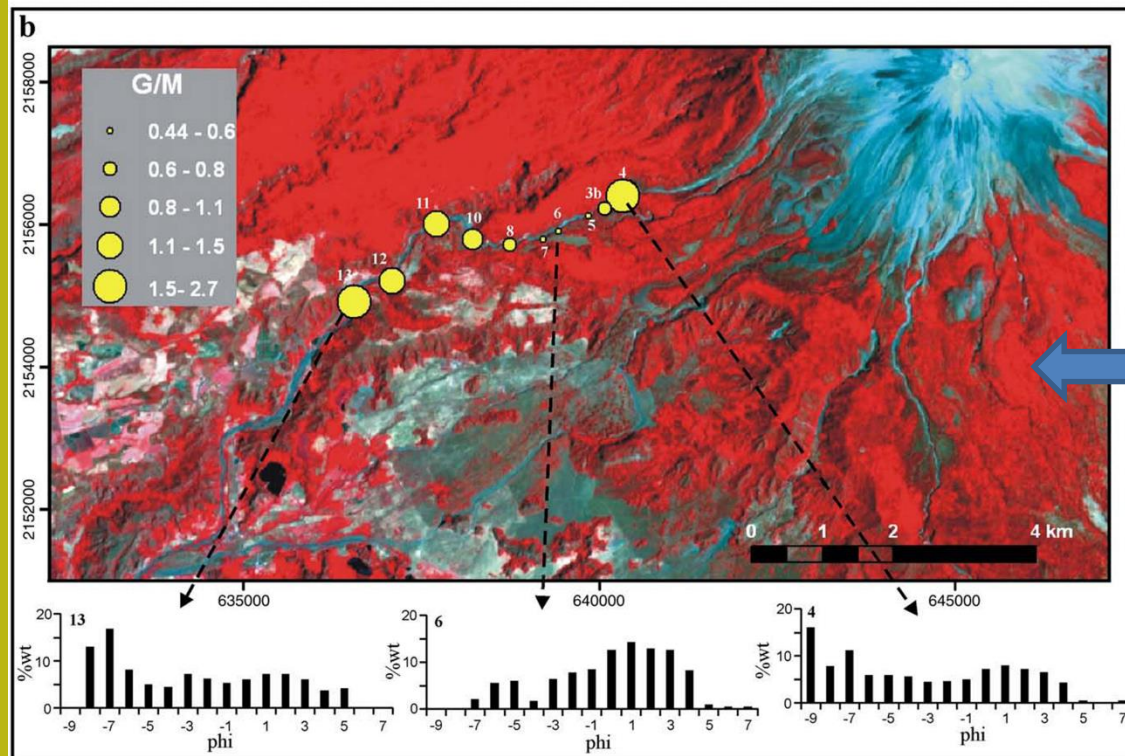 b
G/M
0.44 - 0.6
0.6 - 0.8
0.8 - 1.1
1.1 - 1.5
1.5- 2.7
2158000
2156000
2154000
2152000
4
3b
5
6
7
8
10
11
12
13
0 1 2 4 km
635000 640000 645000
13
%wt
20
10
0
-9 -7 -5 -3 -1 1 3 5 7
phi
6
%wt
20
10
0
-9 -7 -5 -3 -1 1 3 5 7
phi
4
%wt
20
10
0
-9 -7 -5 -3 -1 1 3 5 7
phi